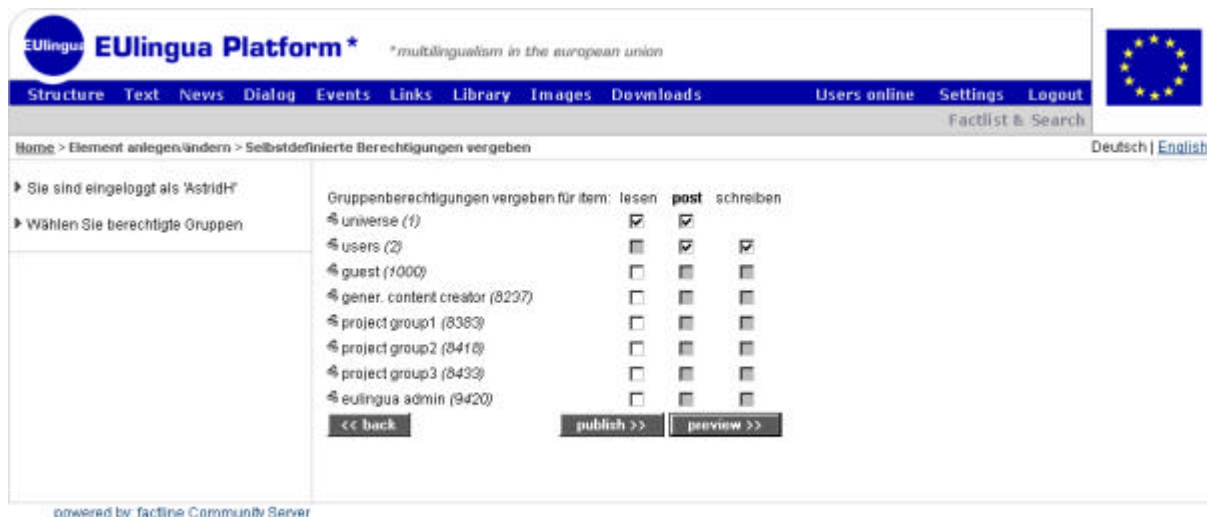 EUlingua EUlingua Platform* *multilingualism in the european union
Structure Text News Dialog Events Links Library Images Downloads Users online Settings Logout
Factlist & Search
Home > Element anlegen/ändern > Selbstdefinierte Berechtigungen vergeben Deutsch | English
Sie sind eingeloggt als 'AstridH'
Wählen Sie berechtigte Gruppen
Gruppenberechtigungen vergeben für item: lesen post schreiben
universe (1)
users (2)
guest (1000)
gener. content creator (8237)
project group1 (8383)
project group2 (8418)
project group3 (8433)
eulingua admin (9420)
<< back publish >> preview >>
powered by: factline Community Server